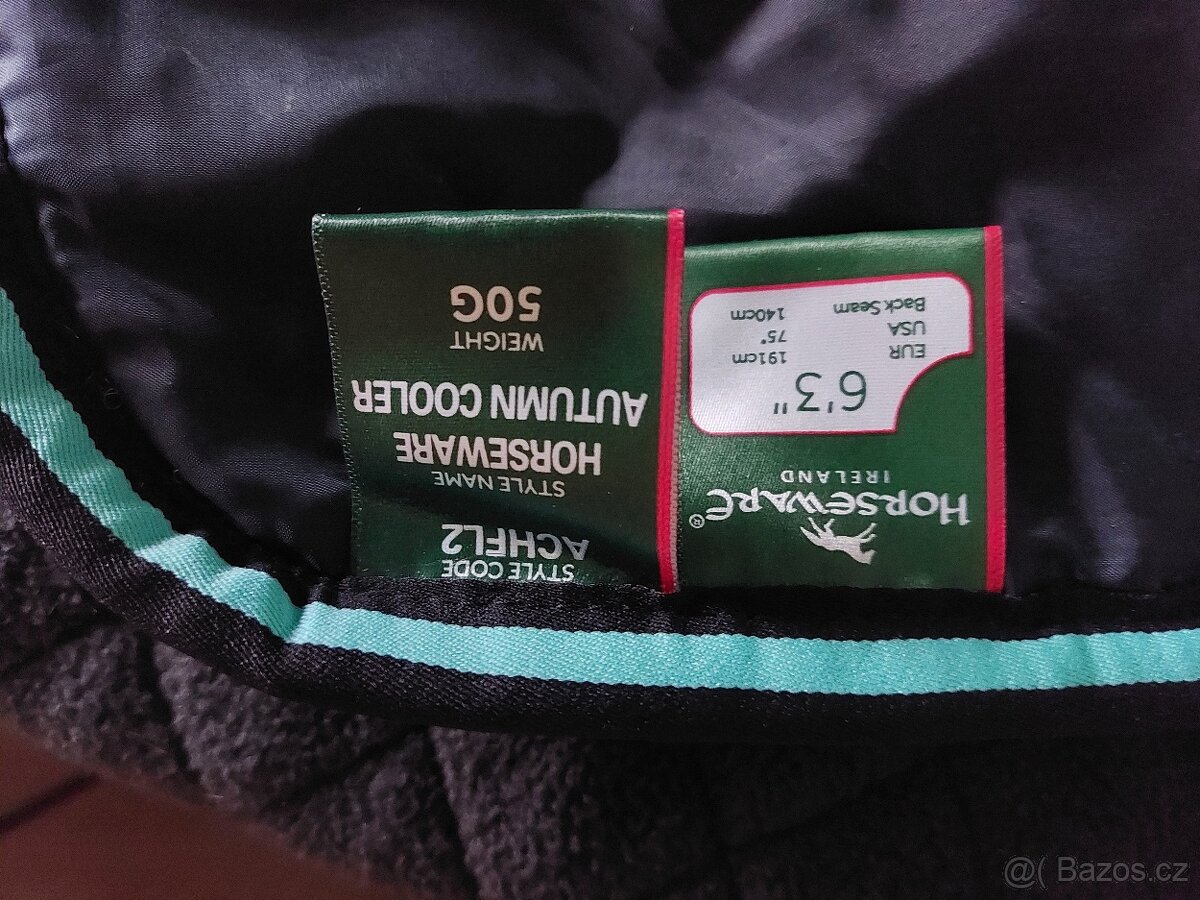 STYLE CODE
ACHFL2
STYLE NAME
HORSEWARE
AUTUMN COOLER
WEIGHT
50G
HORSEWARE®
IRELAND
6'3"
EUR 191cm
USA 75"
Back Seam 140cm
@( Bazos.cz